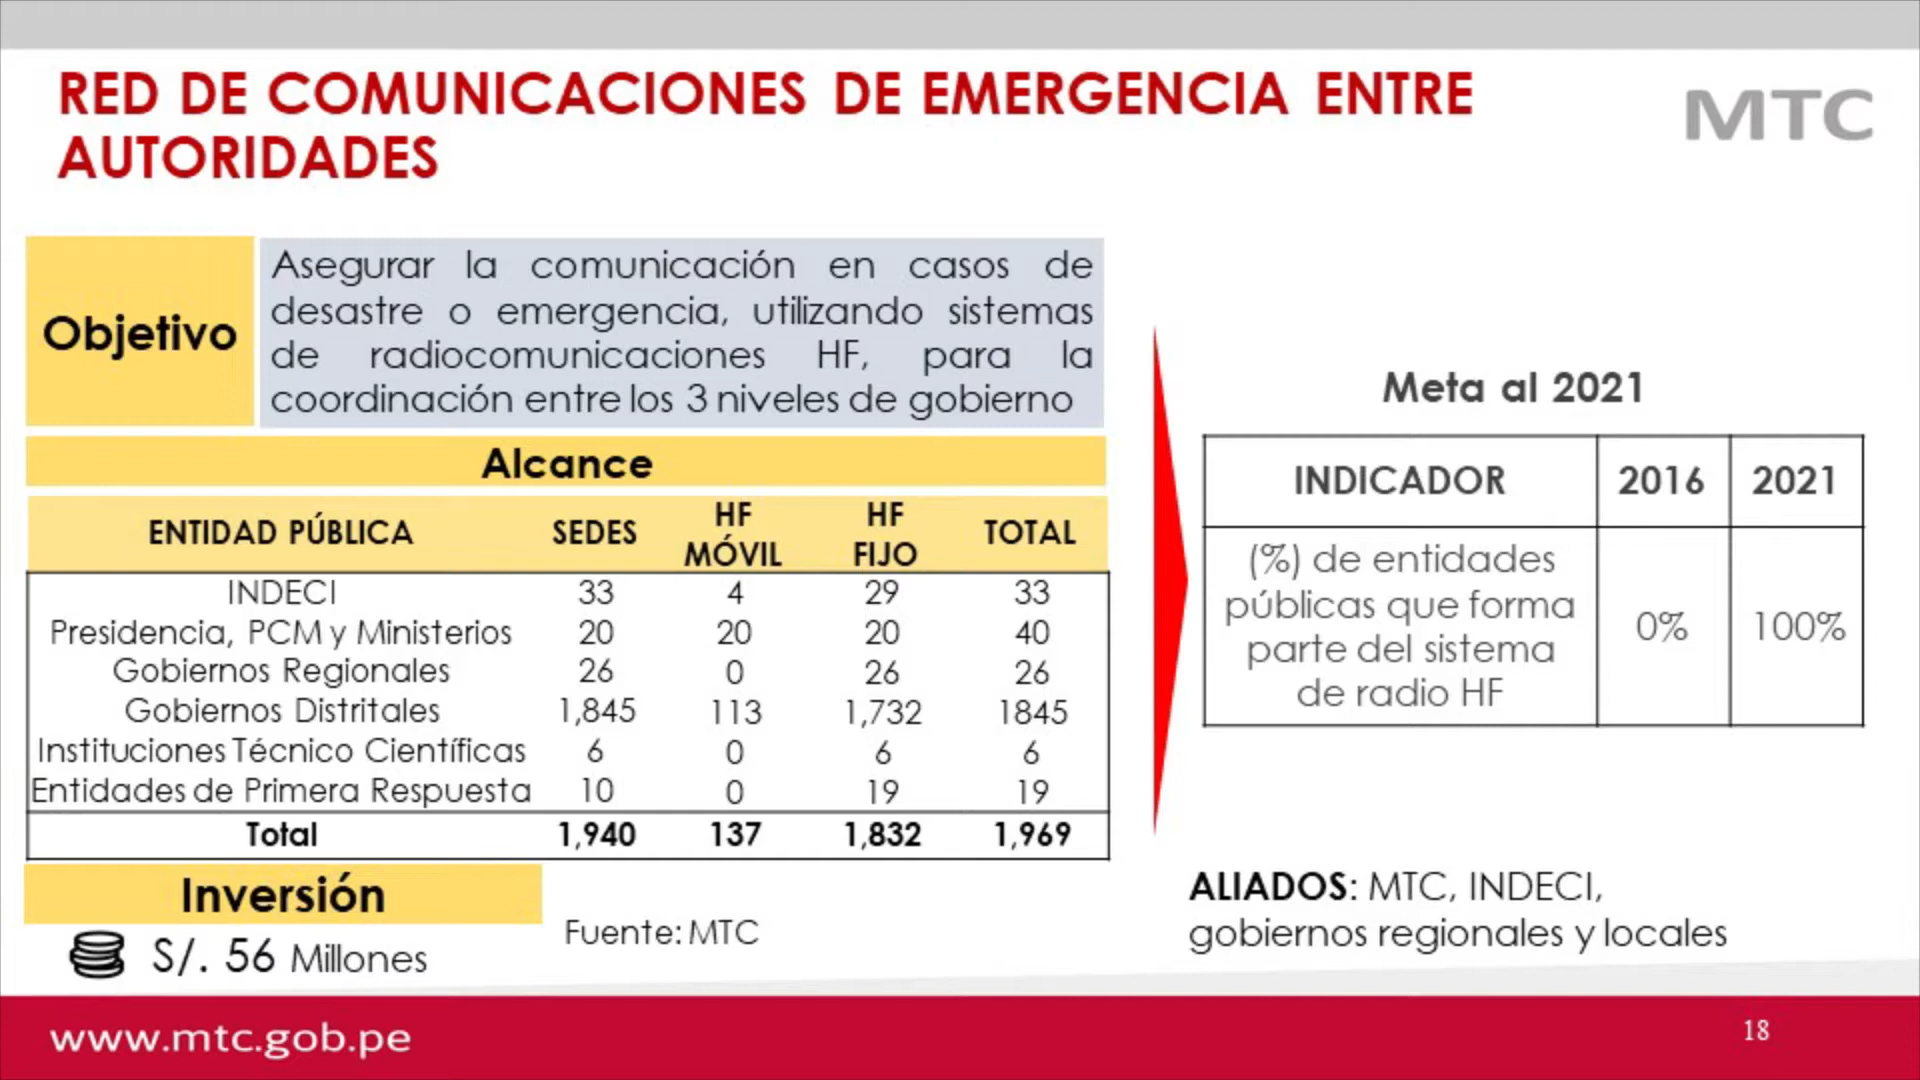 RED DE COMUNICACIONES DE EMERGENCIA ENTRE
AUTORIDADES
MTC
Objetivo
Asegurar la comunicación en casos de
desastre o emergencia, utilizando sistemas
de radiocomunicaciones HF, para la
coordinación entre los 3 niveles de gobierno
Alcance
ENTIDAD PÚBLICA SEDES HF MÓVIL HF FIJO TOTAL
INDECI 33 4 29 33
Presidencia, PCM y Ministerios 20 20 20 40
Gobiernos Regionales 26 0 26 26
Gobiernos Distritales 1,845 113 1,732 1845
Instituciones Técnico Científicas 6 0 6 6
Entidades de Primera Respuesta 10 0 19 19
Total 1,940 137 1,832 1,969
Inversión
S/. 56 Millones
Fuente: MTC
Meta al 2021
INDICADOR 2016 2021
(%) de entidades
públicas que forma
parte del sistema
de radio HF
0% 100%
ALIADOS: MTC, INDECI,
gobiernos regionales y locales
www.mtc.gob.pe
18